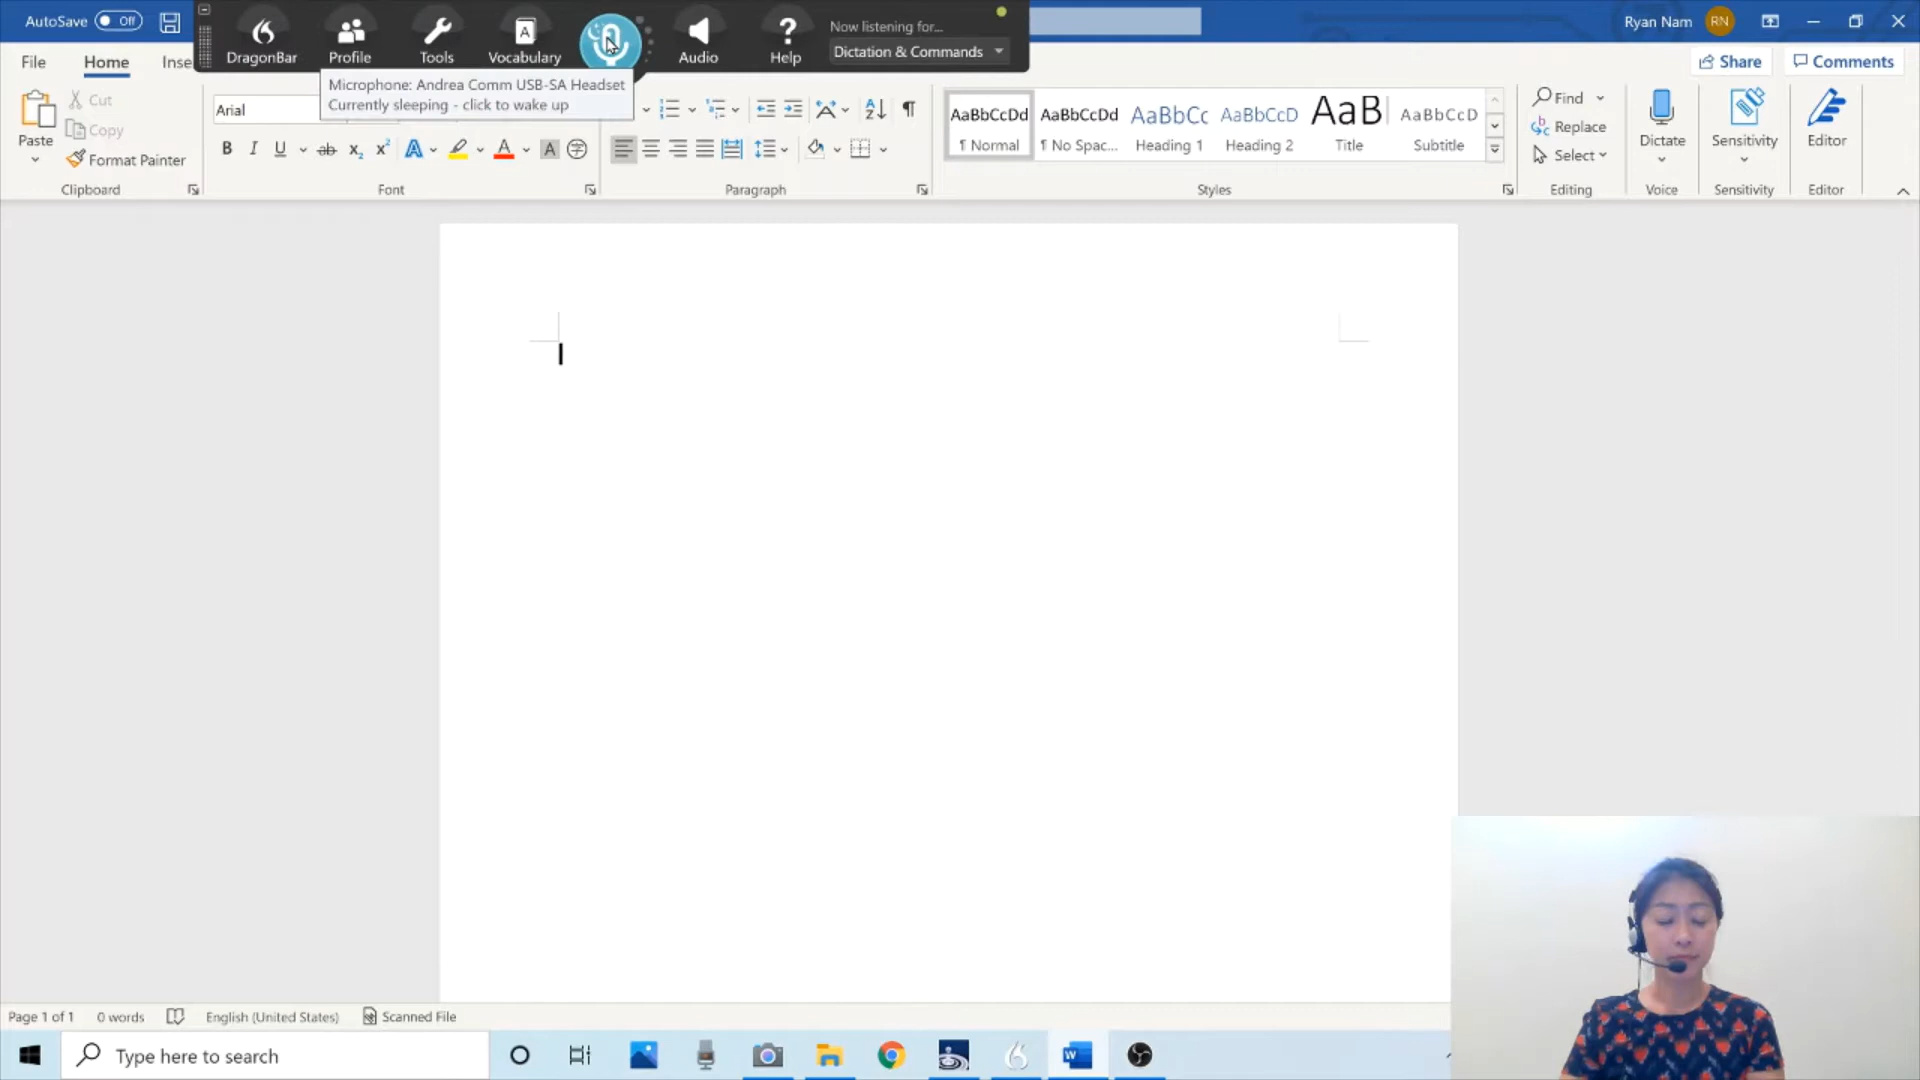 AutoSave Off
DragonBar
Profile
Tools
Vocabulary
Audio
Help
Now listening for...
Dictation & Commands
Ryan Nam RN
File
Home
Inse
Share
Comments
Microphone: Andrea Comm USB-SA Headset
Currently sleeping - click to wake up
Paste
Cut
Copy
Format Painter
Clipboard
Arial
Font
Paragraph
AaBbCcDd
¶ Normal
AaBbCcDd
¶ No Spac...
AaBbCc
Heading 1
AaBbCcD
Heading 2
AaB
Title
AaBbCcD
Subtitle
Styles
Find
Replace
Select
Editing
Dictate
Voice
Sensitivity
Sensitivity
Editor
Editor
Page 1 of 1
0 words
English (United States)
Scanned File
Type here to search